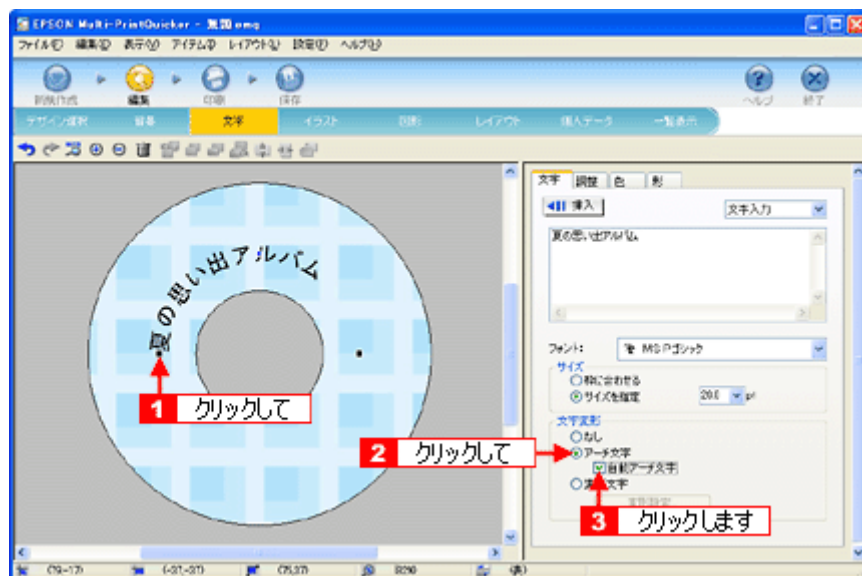 EPSON Multi-PrintQuicker - 無題.emq
ファイル(F) 編集(E) 表示(V) アイテム(I) レイアウト(L) 設定(E) ヘルプ(H)
新規作成 編集 印刷 保存 ヘルプ 終了
デザイン選択 背景 文字 イラスト 図形 レイアウト 個人データ 一覧表示
文字 調整 色 形
挿入 文字入力
夏の思い出アルバム
夏の思い出アルバム
フォント: MS Pゴシック
サイズ
枠に合わせる
サイズを指定 20.0 pt
文字変形
なし
アーチ文字
自動アーチ文字
文字
1 クリックして
2 クリックして
3 クリックします